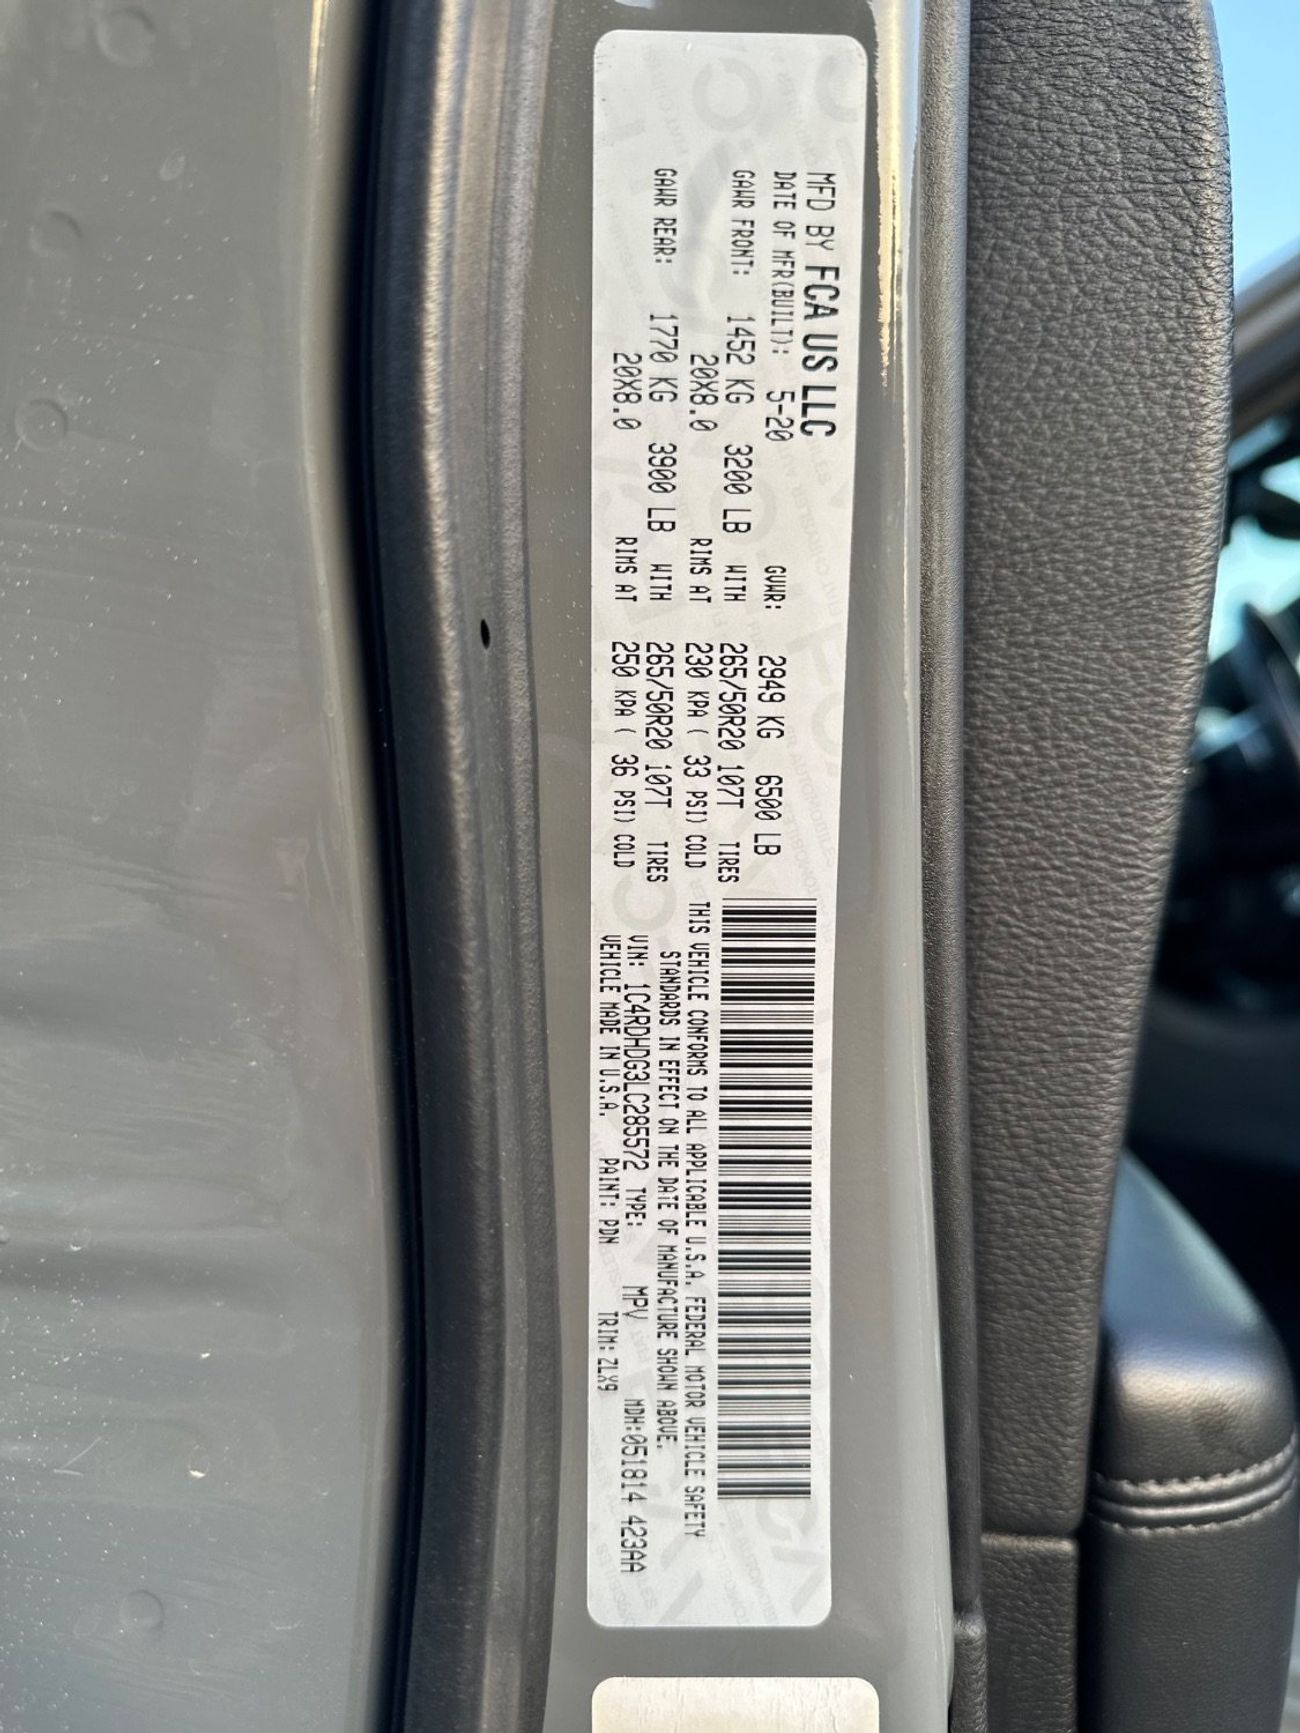 MFD BY FCA US LLC
DATE OF MFR(BUILT): 5-20 GVWR: 2949 KG 6500 LB
GAWR FRONT: 1452 KG 3200 LB WITH 265/50R20 107T TIRES
20X8.0 RIMS AT 230 KPA ( 33 PSI) COLD
GAWR REAR: 1770 KG 3900 LB WITH 265/50R20 107T TIRES
20X8.0 RIMS AT 250 KPA ( 36 PSI) COLD
THIS VEHICLE CONFORMS TO ALL APPLICABLE U.S.A. FEDERAL MOTOR VEHICLE SAFETY
STANDARDS IN EFFECT ON THE DATE OF MANUFACTURE SHOWN ABOVE.
VIN: 1C4RDHDG3LC285572 TYPE: MPV MDH:051814 423AA
VEHICLE MADE IN U.S.A. PAINT: PDN TRIM: ZLX9